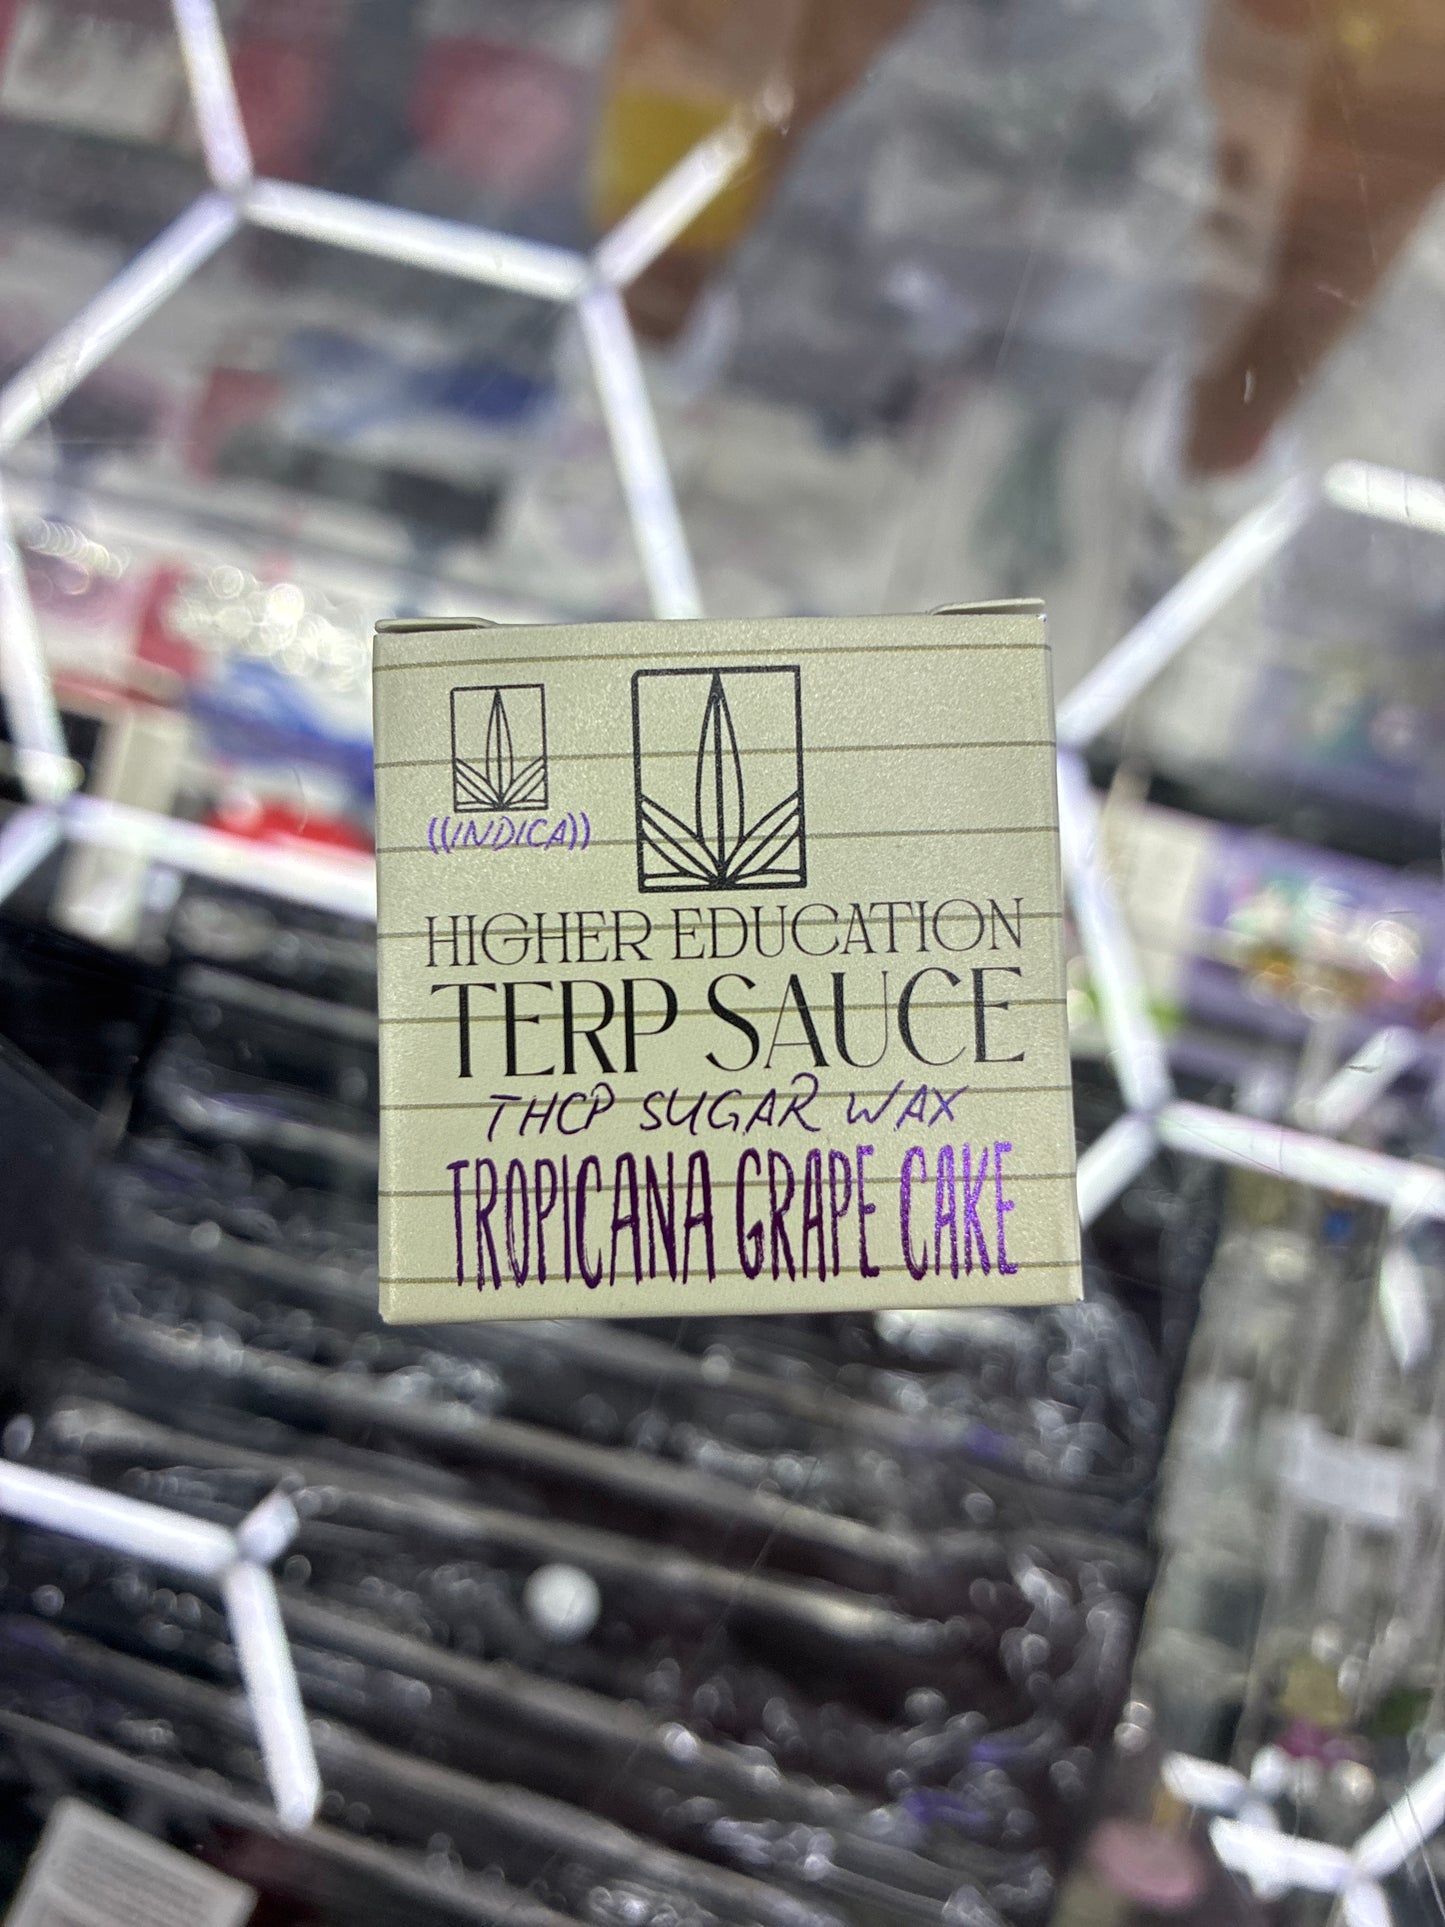 ((INDICA))
HIGHER EDUCATION
TERP SAUCE
THCP SUGAR WAX
TROPICANA GRAPE CAKE